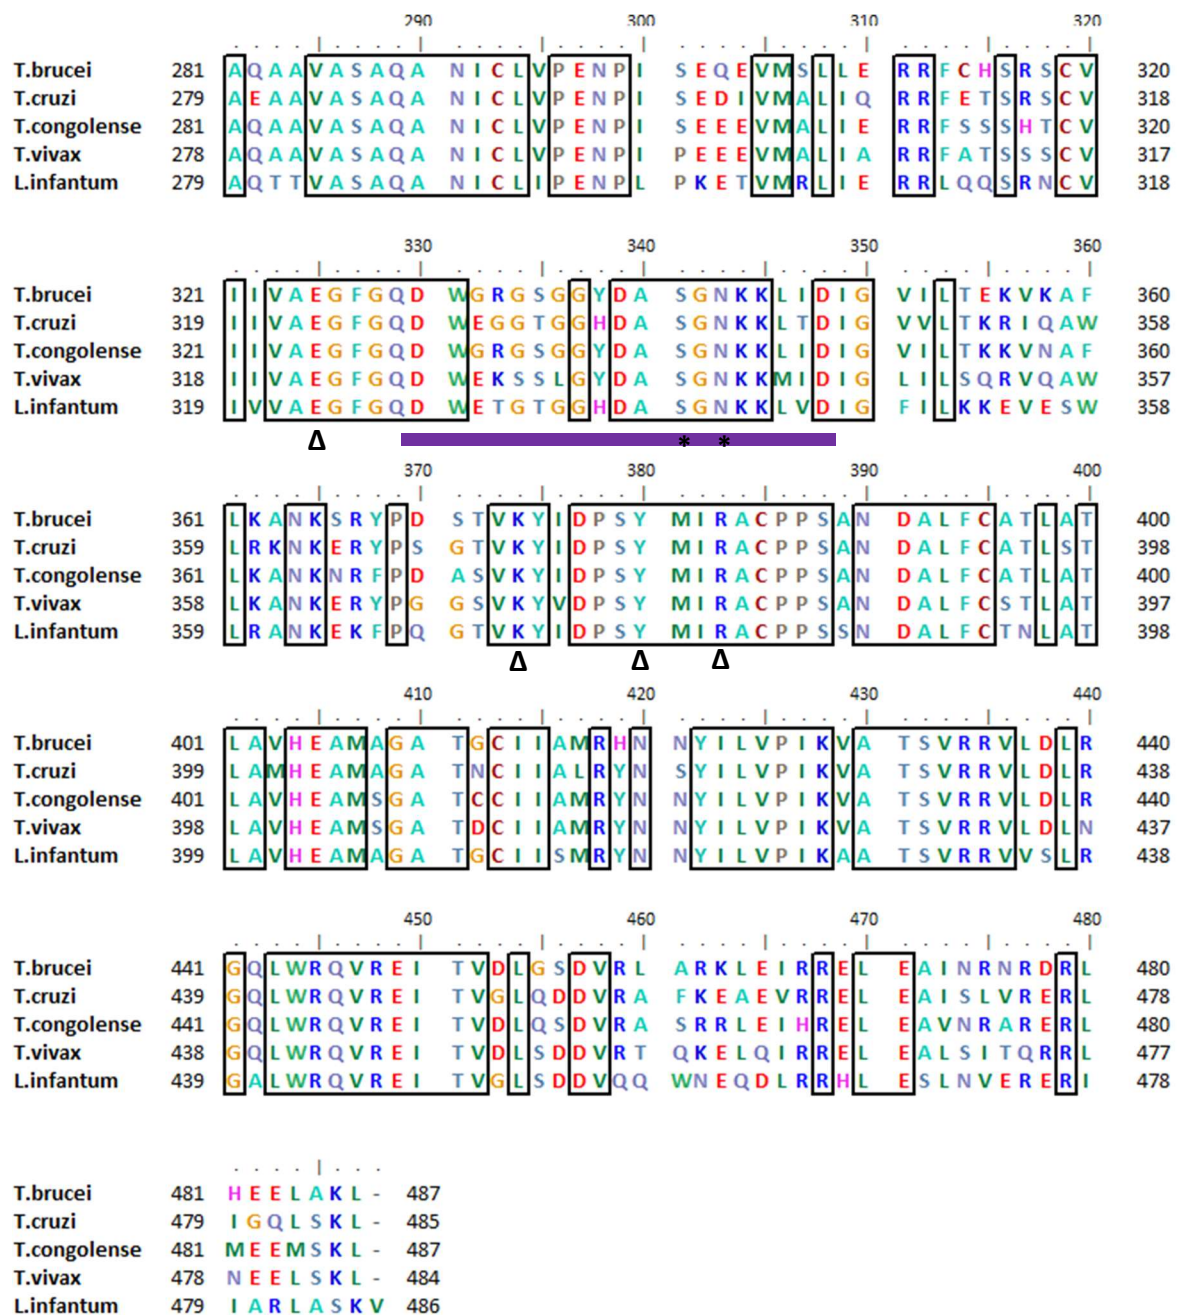 290 300 310 320
T.brucei 281 AQAAVASAQA NICLVPENPI SEQEVMSLLE RRFCHSRSCV 320
T.cruzi 279 AEAAVASAQA NICLVPENPI SEDIVMALIQ RRFETSRSCV 318
T.congolense 281 AQAAVASAQA NICLVPENPI SEEEVMALIE RRFSSSHTCV 320
T.vivax 278 AQAAVASAQA NICLVPENPI PEEEVMALIA RRFATSSSCV 317
L.infantum 279 AQTTVASAQA NICLIPENPL PKETVMRLIE RRLQQSRNCV 318
330 340 350 360
T.brucei 321 IIVAEGFGQD WGRGSGGYDA SGNKKLIDIG VILTEKVKAF 360
T.cruzi 319 IIVAEGFGQD WEGGTGGHDA SGNKKLTDIG VVLTKRIQAW 358
T.congolense 321 IIVAEGFGQD WGRGSGGYDA SGNKKLIDIG VILTKKVNAF 360
T.vivax 318 IIVAEGFGQD WEKSSLGYDA SGNKKMIDIG LILSQRVQAW 357
L.infantum 319 IVVAEGFGQD WETGTGGHDA SGNKKLVDIG FILKKEVESW 358
Δ * *
370 380 390 400
T.brucei 361 LKANKSRYPD STVKYIDPSY MIRACPPSAN DALFCATLAT 400
T.cruzi 359 LRKNKERYPS GTVKYIDPSY MIRACPPSAN DALFCATLST 398
T.congolense 361 LKANKNRFPD ASVKYIDPSY MIRACPPSAN DALFCATLAT 400
T.vivax 358 LKANKERYPG GSVKYVDPSY MIRACPPSAN DALFCSTLAT 397
L.infantum 359 LRANKEKFPQ GTVKYIDPSY MIRACPPSSN DALFCTNLAT 398
Δ Δ Δ
410 420 430 440
T.brucei 401 LAVHEAMAGA TGCIIAMRHN NYILVPIKVA TSVRRVLDLR 440
T.cruzi 399 LAMHEAMAGA TNCIIALRYN SYILVPIKVA TSVRRVLDLR 438
T.congolense 401 LAVHEAMSGA TCCIIAMRYN NYILVPIKVA TSVRRVLDLR 440
T.vivax 398 LAVHEAMSGA TDCIIAMRYN NYILVPIKVA TSVRRVLDLN 437
L.infantum 399 LAVHEAMAGA TGCIISMRYN NYILVPIKAA TSVRRVVSLR 438
450 460 470 480
T.brucei 441 GQLWRQVREI TVDLGSDVRL ARKLEIRREL EAINRNRDRL 480
T.cruzi 439 GQLWRQVREI TVGLQDDVRA FKEAEVRREL EAISLVRERL 478
T.congolense 441 GQLWRQVREI TVDLQSDVRA SRRLEIHREL EAVNRARERL 480
T.vivax 438 GQLWRQVREI TVDLSDDVRT QKELQIRREL EALSITQRRL 477
L.infantum 439 GALWRQVREI TVGLSDDVQQ WNEQDLRRHL ESLNVERERI 478
T.brucei 481 HEELAKL- 487
T.cruzi 479 IGQLSKL- 485
T.congolense 481 MEEMSKL- 487
T.vivax 478 NEELSKL- 484
L.infantum 479 IARLASKV 486